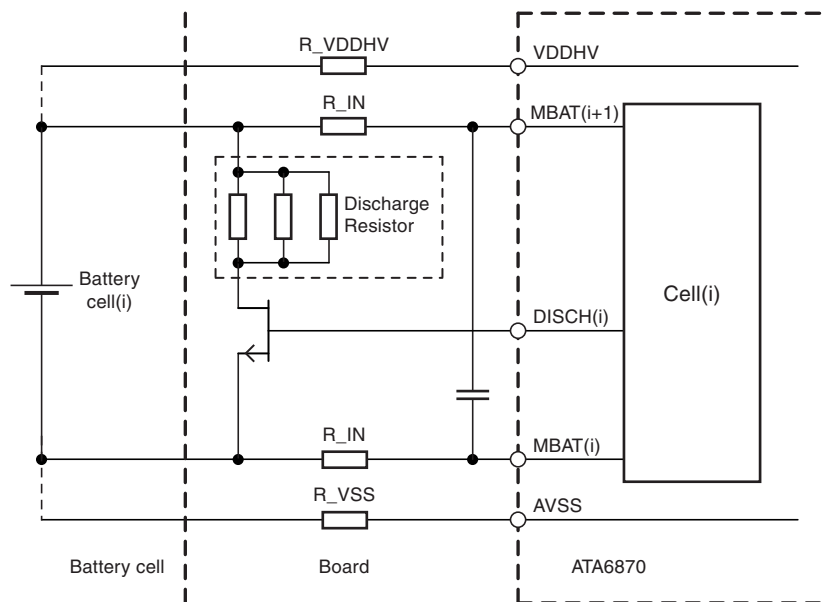 R_VDDHV
VDDHV
R_IN
MBAT(i+1)
Discharge
Resistor
Battery
cell(i)
Cell(i)
DISCH(i)
R_IN
MBAT(i)
R_VSS
AVSS
Battery cell
Board
ATA6870